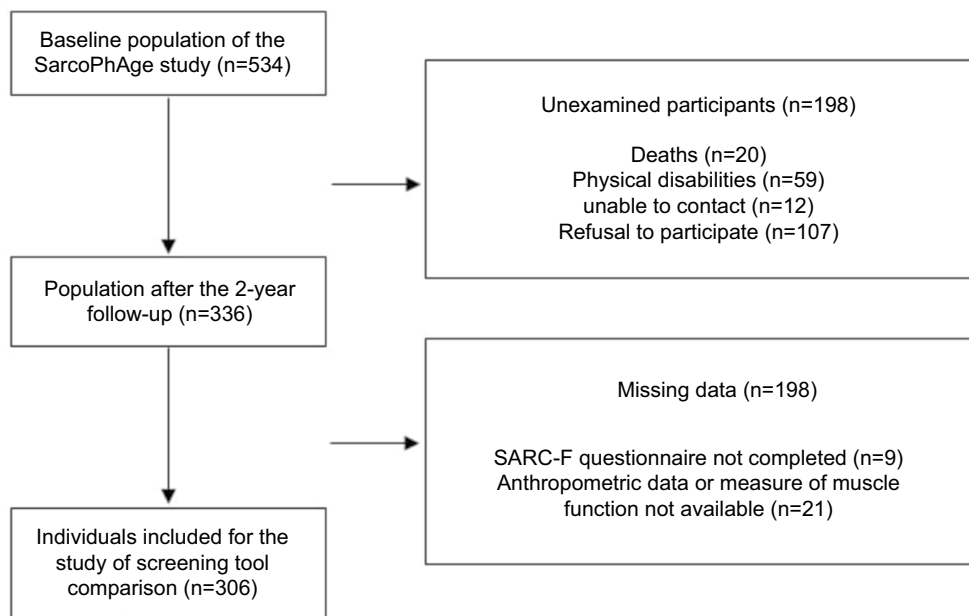 Baseline population of the
SarcoPhAge study (n=534)
Unexamined participants (n=198)
Deaths (n=20)
Physical disabilities (n=59)
unable to contact (n=12)
Refusal to participate (n=107)
Population after the 2-year
follow-up (n=336)
Missing data (n=198)
SARC-F questionnaire not completed (n=9)
Anthropometric data or measure of muscle
function not available (n=21)
Individuals included for the
study of screening tool
comparison (n=306)